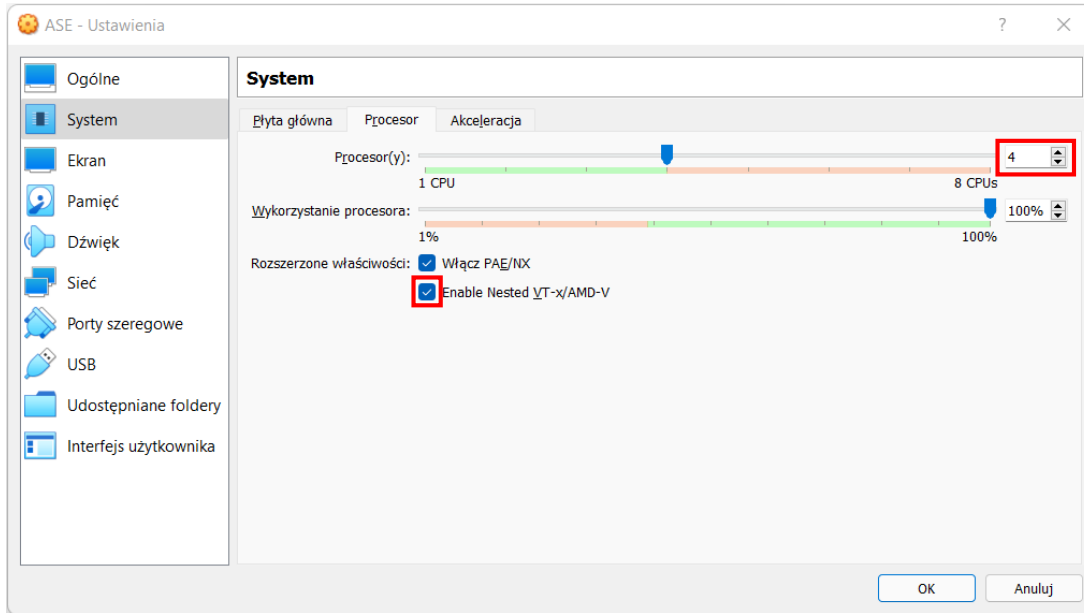 ASE - Ustawienia
?
Ogólne
System
Ekran
Pamięć
Dźwięk
Sieć
Porty szeregowe
USB
Udostępniane foldery
Interfejs użytkownika
System
Płyta główna Procesor Akceleracja
Procesor(y): 4
1 CPU 8 CPUs
Wykorzystanie procesora: 100%
1% 100%
Rozszerzone właściwości: Włącz PAE/NX
Enable Nested VT-x/AMD-V
OK Anuluj